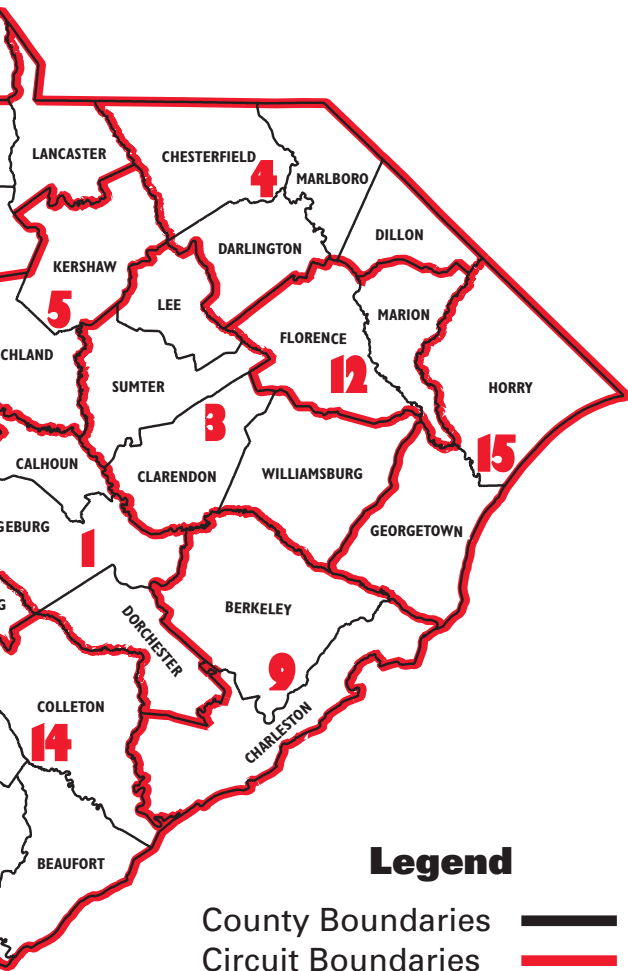 LANCASTER
CHESTERFIELD
4
MARLBORO
DILLON
DARLINGTON
KERSHAW
5
LEE
MARION
FLORENCE
12
CHLAND
SUMTER
HORRY
3
15
CALHOUN
CLARENDON
WILLIAMSBURG
GEBURG
1
GEORGETOWN
G
BERKELEY
DORCHESTER
9
COLLETON
14
CHARLESTON
BEAUFORT
Legend
County Boundaries
Circuit Boundaries